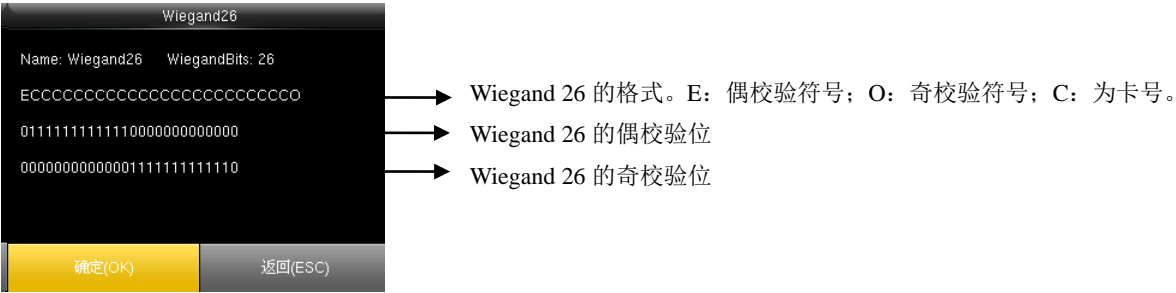 Wiegand26
Name: Wiegand26 WiegandBits: 26
ECCCCCCCCCCCCCCCCCCCCCCCCO
Wiegand 26 的格式。E：偶校验符号；O：奇校验符号；C：为卡号。
01111111111110000000000000
Wiegand 26 的偶校验位
00000000000001111111111110
Wiegand 26 的奇校验位
确定(OK) 返回(ESC)